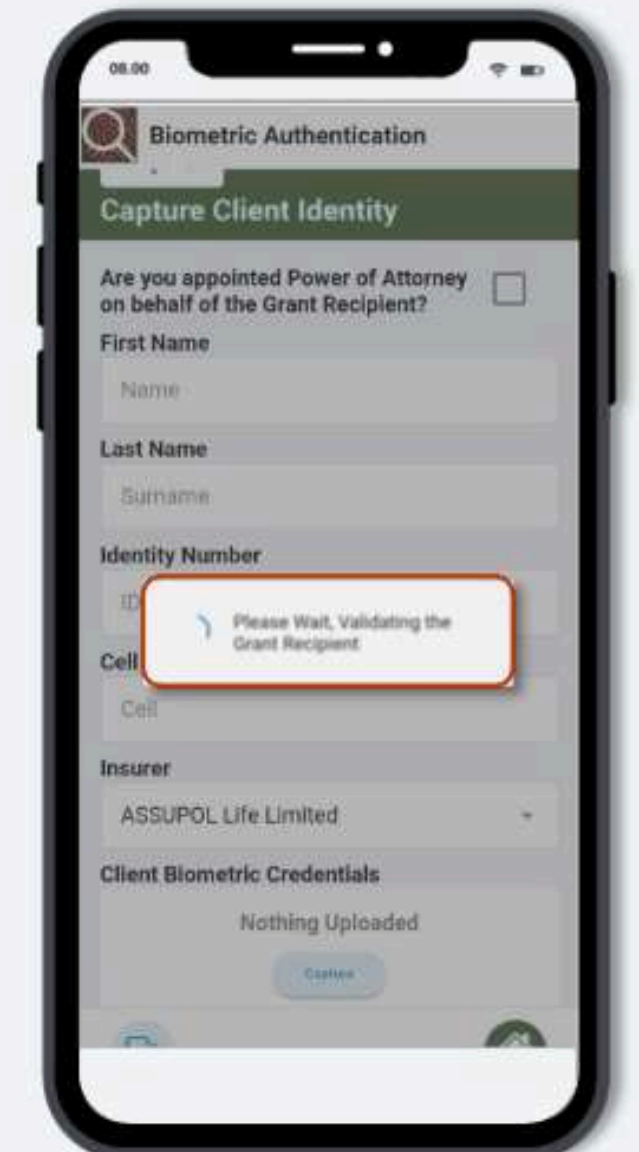 08.00
Biometric Authentication
Capture Client Identity
Are you appointed Power of Attorney
on behalf of the Grant Recipient?
First Name
Name
Last Name
Surname
Identity Number
ID
Please Wait, Validating the
Grant Recipient
Cell
Cell
Insurer
ASSUPOL Life Limited
Client Biometric Credentials
Nothing Uploaded
Capture